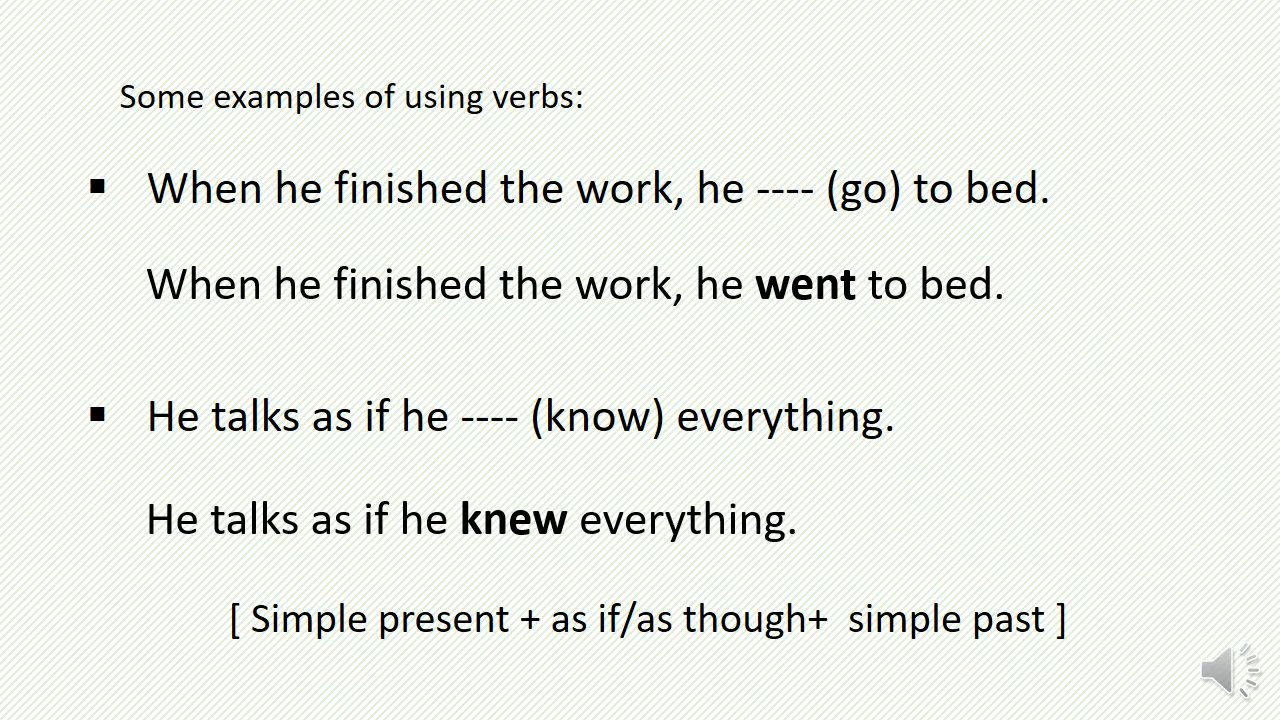 Some examples of using verbs:
▪ When he finished the work, he ---- (go) to bed.
When he finished the work, he went to bed.
▪ He talks as if he ---- (know) everything.
He talks as if he knew everything.
[ Simple present + as if/as though+  simple past ]